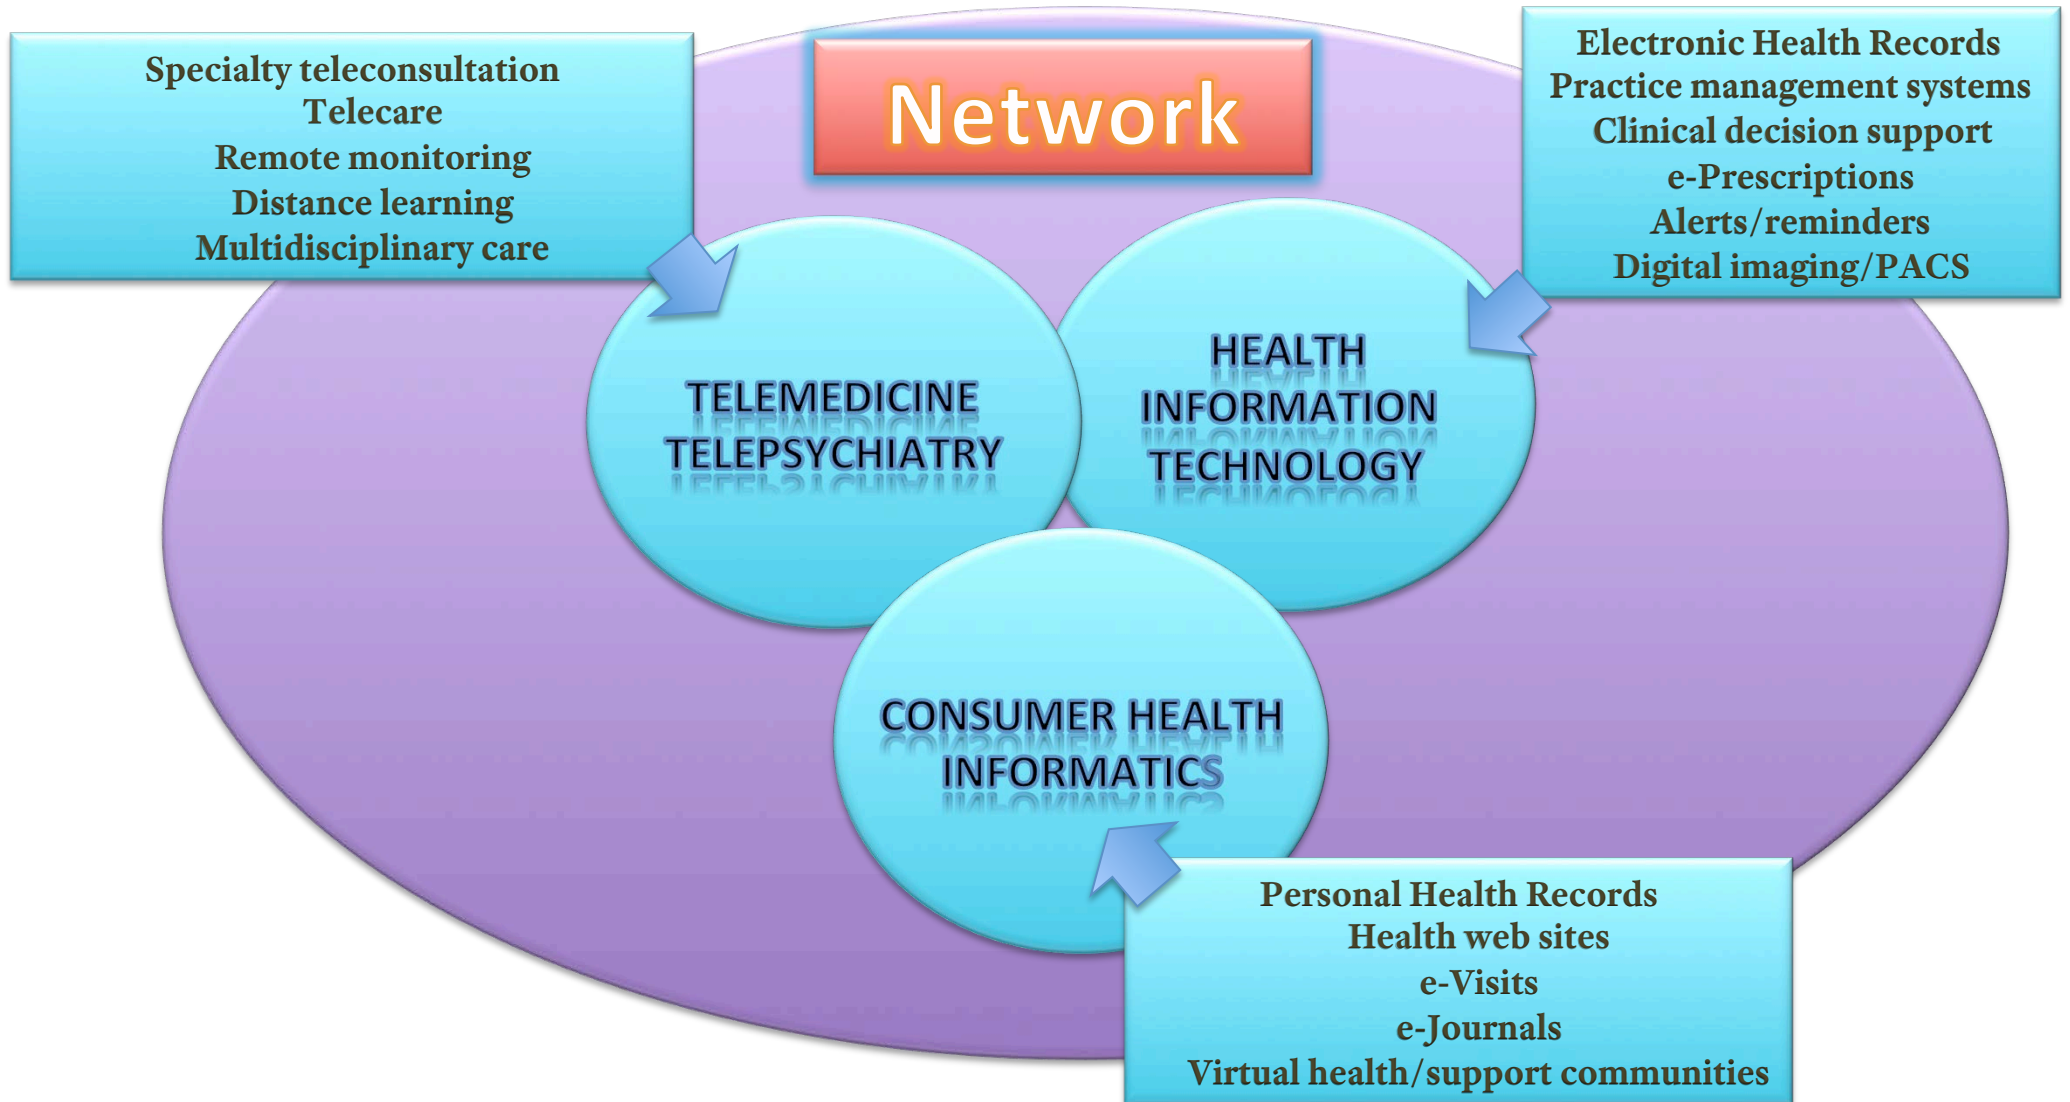 Specialty teleconsultation
Telecare
Remote monitoring
Distance learning
Multidisciplinary care
Network
Electronic Health Records
Practice management systems
Clinical decision support
e-Prescriptions
Alerts/reminders
Digital imaging/PACS
TELEMEDICINE
TELEPSYCHIATRY
HEALTH
INFORMATION
TECHNOLOGY
CONSUMER HEALTH
INFORMATICS
Personal Health Records
Health web sites
e-Visits
e-Journals
Virtual health/support communities